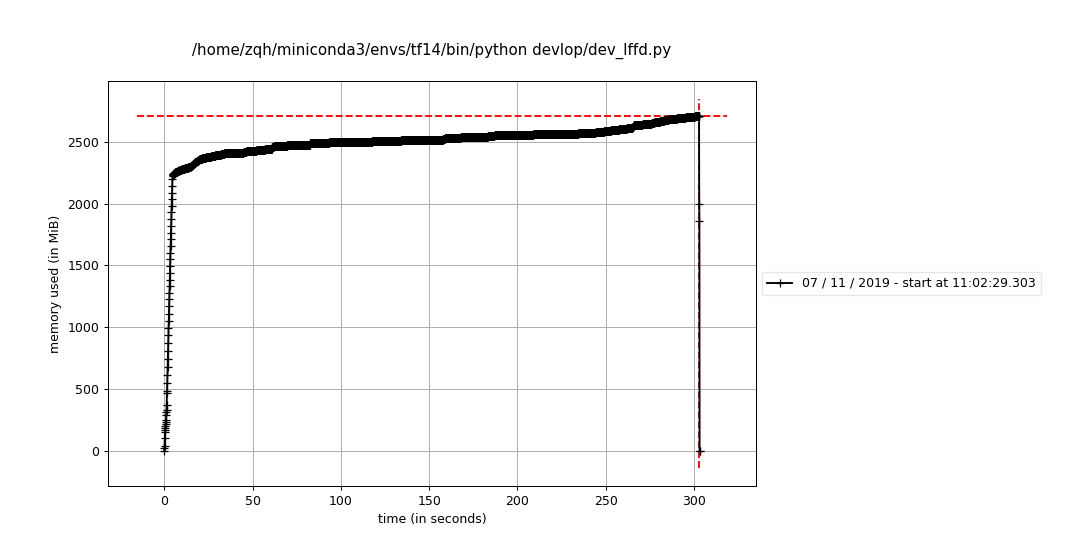 /home/zqh/miniconda3/envs/tf14/bin/python devlop/dev_lffd.py
memory used (in MiB)
2500
2000
1500
1000
500
0
07 / 11 / 2019 - start at 11:02:29.303
0 50 100 150 200 250 300
time (in seconds)